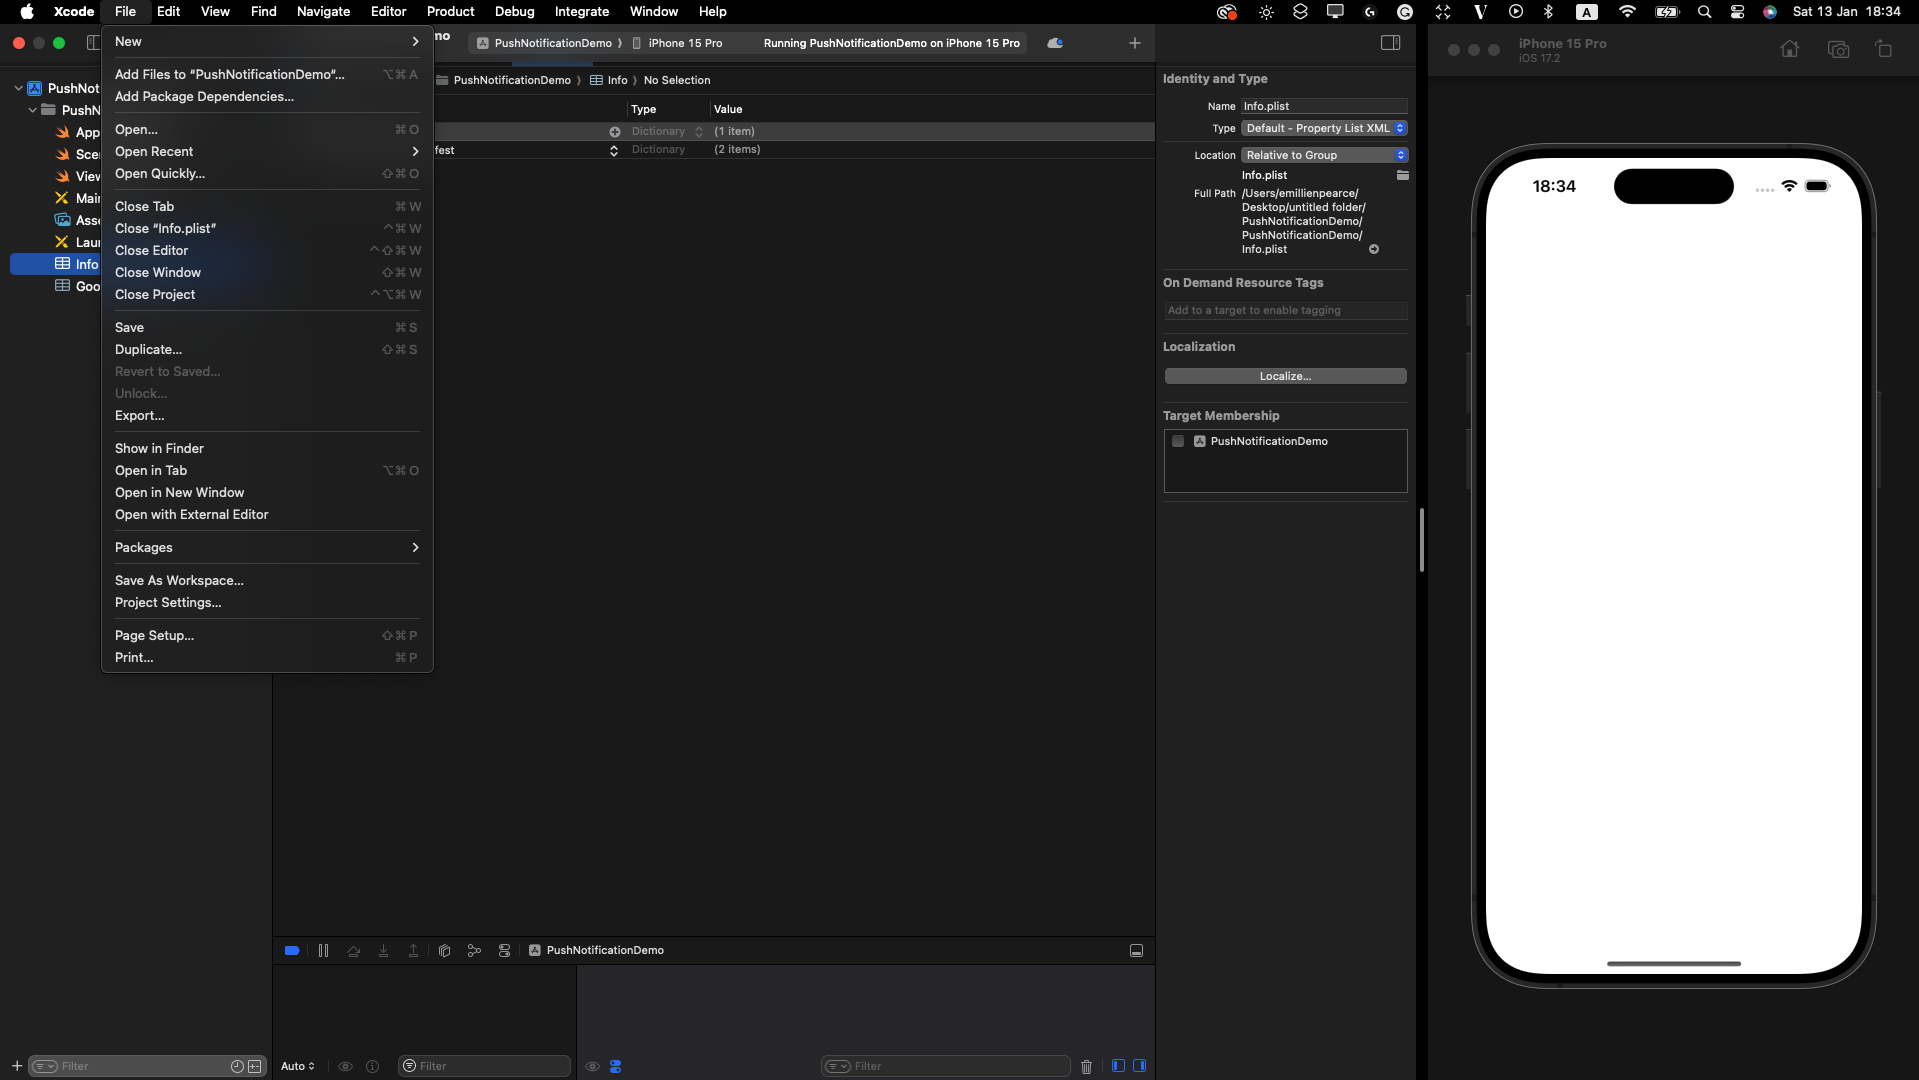 Xcode File Edit View Find Navigate Editor Product Debug Integrate Window Help A Sat 13 Jan 18:34
New
Add Files to “PushNotificationDemo”... ⌥⌘A
Add Package Dependencies...
Open... ⌘O
Open Recent
Open Quickly... ⇧⌘O
Close Tab ⌘W
Close “Info.plist” ^⌘W
Close Editor ^⇧⌘W
Close Window ⇧⌘W
Close Project ^⌥⌘W
Save ⌘S
Duplicate... ⇧⌘S
Revert to Saved...
Unlock...
Export...
Show in Finder
Open in Tab ⌥⌘O
Open in New Window
Open with External Editor
Packages
Save As Workspace...
Project Settings...
Page Setup... ⇧⌘P
Print... ⌘P
PushNot
PushN
App
Sce
View
Main
Asse
Laun
Info
Goo
mo
PushNotificationDemo iPhone 15 Pro
Running PushNotificationDemo on iPhone 15 Pro
PushNotificationDemo Info No Selection
Type Value
Dictionary (1 item)
fest Dictionary (2 items)
Identity and Type
Name Info.plist
Type Default - Property List XML
Location Relative to Group
Info.plist
Full Path /Users/emillienpearce/
Desktop/untitled folder/
PushNotificationDemo/
PushNotificationDemo/
Info.plist
On Demand Resource Tags
Add to a target to enable tagging
Localization
Localize...
Target Membership
PushNotificationDemo
iPhone 15 Pro
iOS 17.2
18:34
PushNotificationDemo
Filter
Auto
Filter
Filter